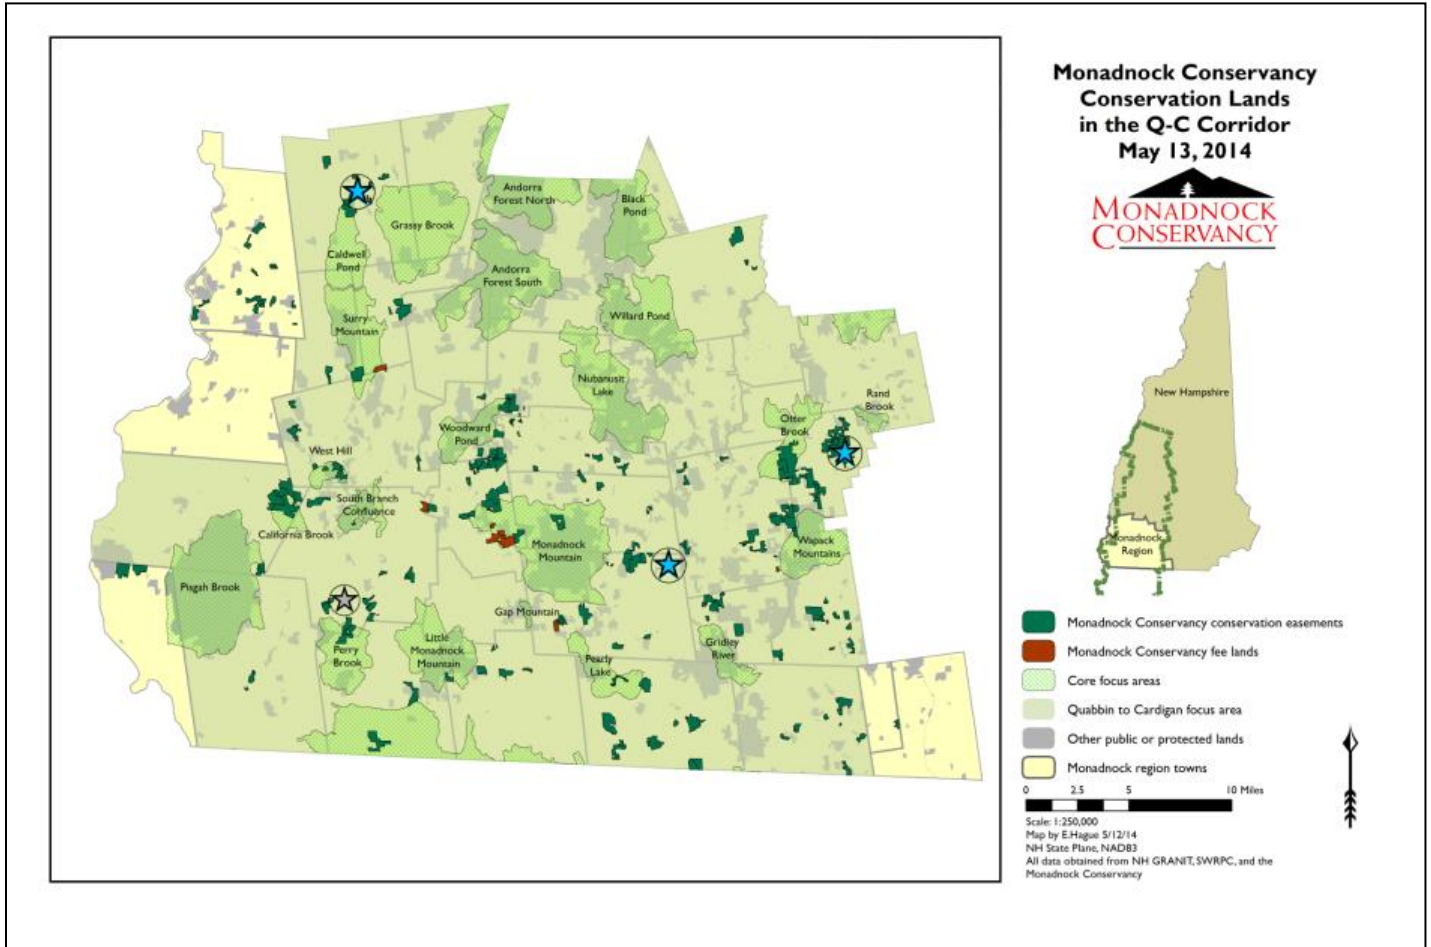 Monadnock Conservancy
Conservation Lands
in the Q-C Corridor
May 13, 2014
MONADNOCK
CONSERVANCY
Andorra
Forest North
Black
Pond
Grassy Brook
Caldwell
Pond
Andorra
Forest South
Surry
Mountain
Willard Pond
Nubanusit
Lake
Rand
Brook
Otter
Brook
Woodward
Pond
West Hill
South Branch
Confluence
California Brook
Monadnock
Mountain
Wapack
Mountains
Pisgah Brook
Gap Mountain
Perry
Brook
Little
Monadnock
Mountain
Pearly
Lake
Gridley
River
New Hampshire
Monadnock
Region
Monadnock Conservancy conservation easements
Monadnock Conservancy fee lands
Core focus areas
Quabbin to Cardigan focus area
Other public or protected lands
Monadnock region towns
0 2.5 5 10 Miles
Scale: 1:250,000
Map by E.Hague 5/12/14
NH State Plane, NAD83
All data obtained from NH GRANIT, SWRPC, and the
Monadnock Conservancy